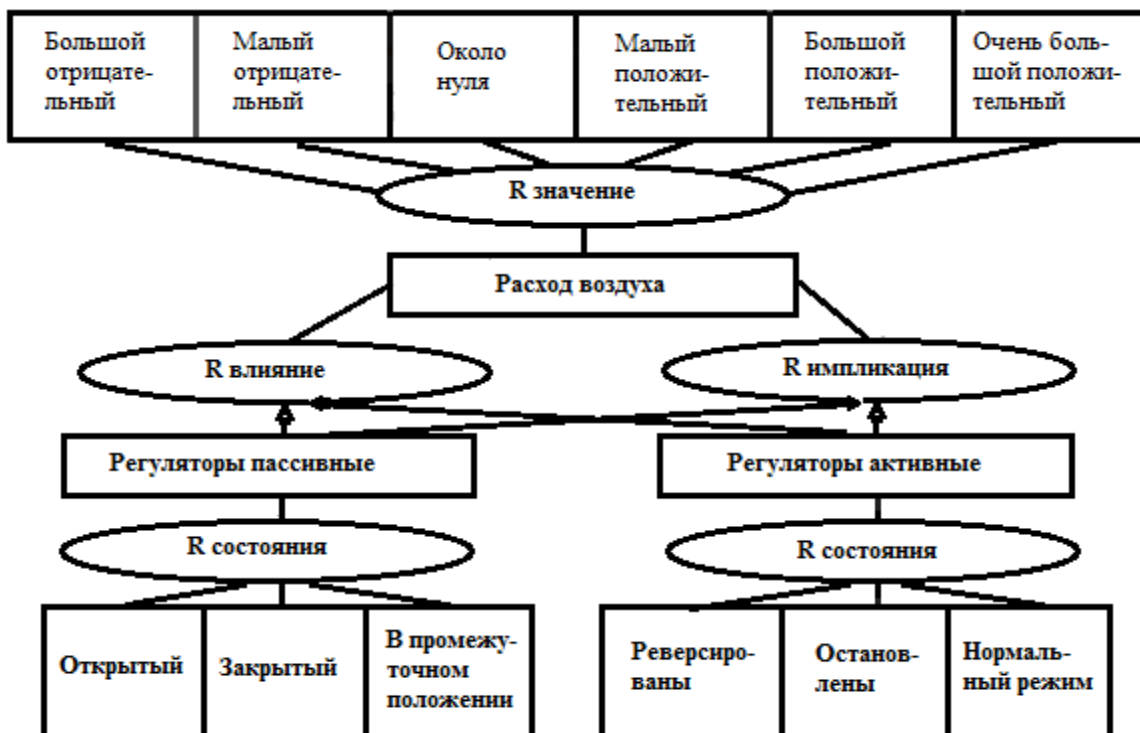 Большой
отрицате-
льный
Малый
отрицате-
льный
Около
нуля
Малый
положи-
тельный
Большой
положи-
тельный
Очень боль-
шой положи-
тельный
R значение
Расход воздуха
R влияние
R импликация
Регуляторы пассивные
Регуляторы активные
R состояния
R состояния
Открытый
Закрытый
В промежу-
точном
положении
Реверсиро-
ваны
Останов-
лены
Нормаль-
ный режим